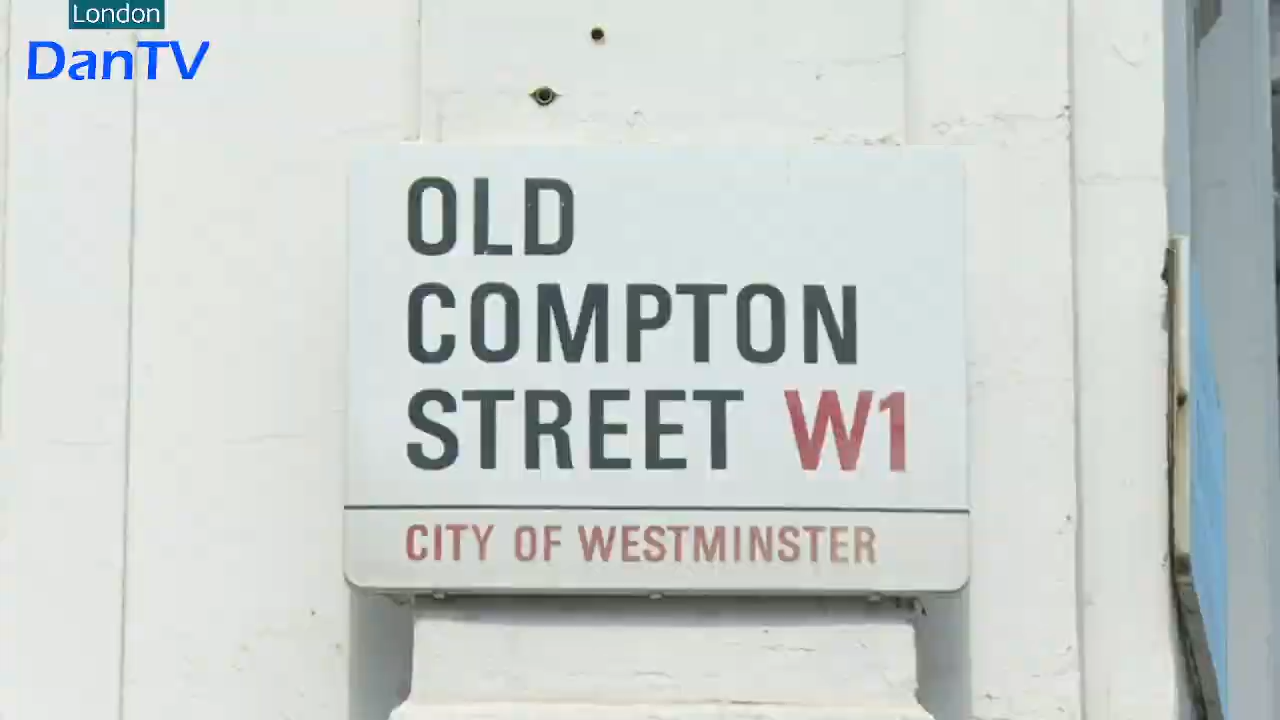 London
DanTV
OLD
COMPTON
STREET W1
CITY OF WESTMINSTER